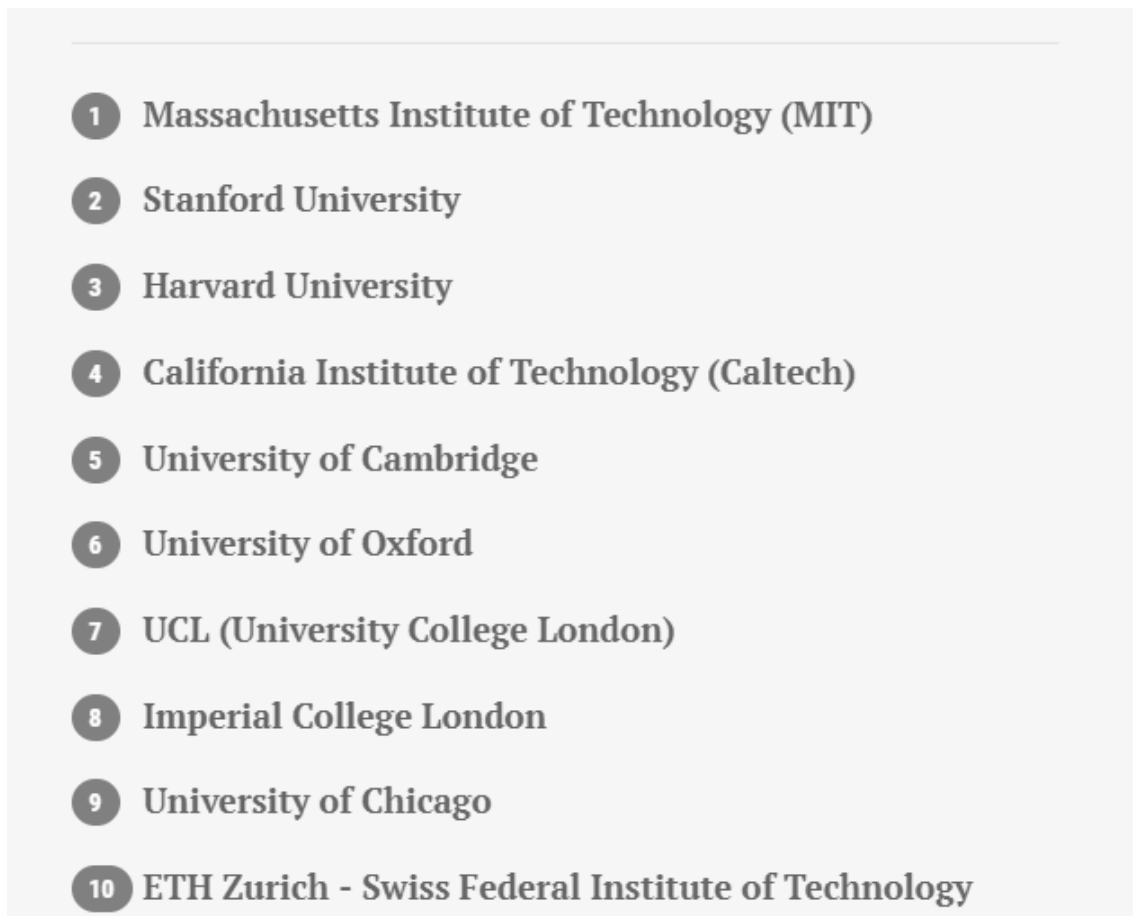 1 Massachusetts Institute of Technology (MIT)
2 Stanford University
3 Harvard University
4 California Institute of Technology (Caltech)
5 University of Cambridge
6 University of Oxford
7 UCL (University College London)
8 Imperial College London
9 University of Chicago
10 ETH Zurich - Swiss Federal Institute of Technology